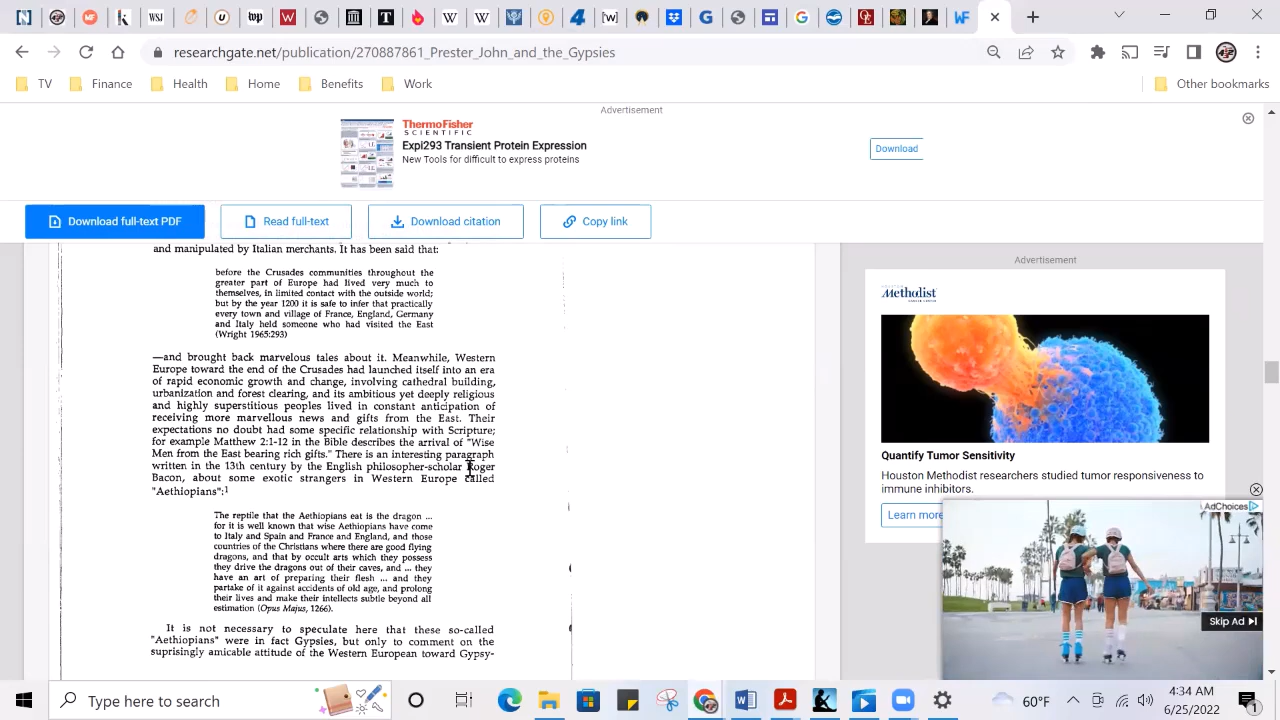 researchgate.net/publication/270887861_Prester_John_and_the_Gypsies
TV
Finance
Health
Home
Benefits
Work
Other bookmarks
Advertisement
ThermoFisher
SCIENTIFIC
Expi293 Transient Protein Expression
New Tools for difficult to express proteins
Download
Download full-text PDF
Read full-text
Download citation
Copy link
and manipulated by Italian merchants. It has been said that:
before the Crusades communities throughout the
greater part of Europe had lived very much to
themselves, in limited contact with the outside world;
but by the year 1200 it is safe to infer that practically
every town and village of France, England, Germany
and Italy held someone who had visited the East
(Wright 1965:293)
—and brought back marvelous tales about it. Meanwhile, Western
Europe toward the end of the Crusades had launched itself into an era
of rapid economic growth and change, involving cathedral building,
urbanization and forest clearing, and its ambitious yet deeply religious
and highly superstitious peoples lived in constant anticipation of
receiving more marvellous news and gifts from the East. Their
expectations no doubt had some specific relationship with Scripture;
for example Matthew 2:1-12 in the Bible describes the arrival of "Wise
Men from the East bearing rich gifts." There is an interesting paragraph
written in the 13th century by the English philosopher-scholar Roger
Bacon, about some exotic strangers in Western Europe called
"Aethiopians":1
The reptile that the Aethiopians eat is the dragon ...
for it is well known that wise Aethiopians have come
to Italy and Spain and France and England, and those
countries of the Christians where there are good flying
dragons, and that by occult arts which they possess
they drive the dragons out of their caves, and ... they
have an art of preparing their flesh ... and they
partake of it against accidents of old age, and prolong
their lives and make their intellects subtle beyond all
estimation (Opus Majus, 1266).
It is not necessary to speculate here that these so-called
"Aethiopians" were in fact Gypsies, but only to comment on the
suprisingly amicable attitude of the Western European toward Gypsy-
Advertisement
Methodist
Quantify Tumor Sensitivity
Houston Methodist researchers studied tumor responsiveness to
immune inhibitors.
Learn more
AdChoices
Skip Ad
Type here to search
60°F
4:34 AM
6/25/2022